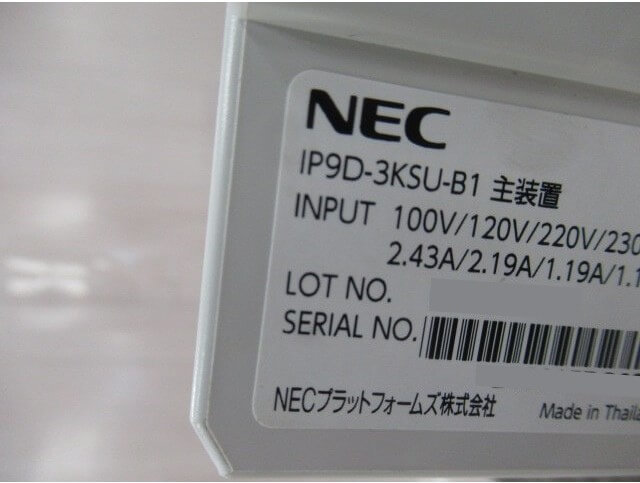 NEC
IP9D-3KSU-B1 主装置
INPUT 100V/120V/220V/230
2.43A/2.19A/1.19A/1.1
LOT NO.
SERIAL NO.
NECプラットフォームズ株式会社 Made in Thaila